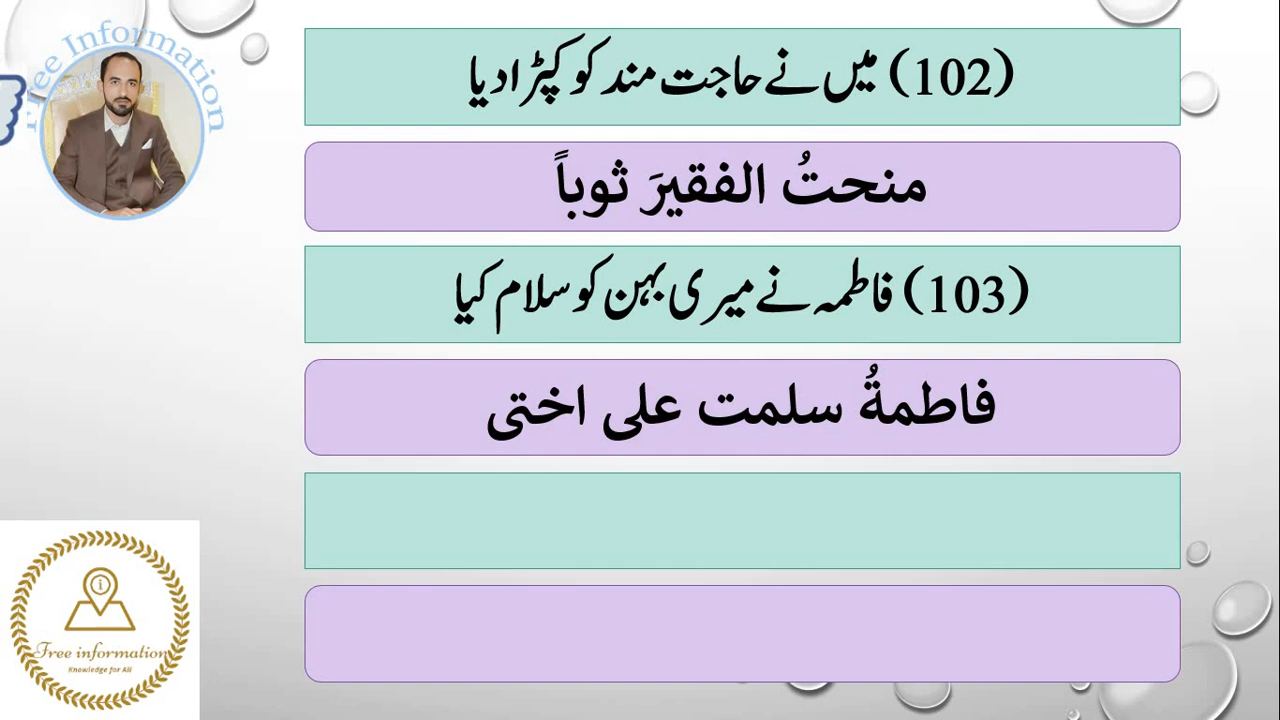 Free Information
(102) میں نے حاجت مند کو کپڑا دیا
منحتُ الفقيرَ ثوباً
(103) فاطمہ نے میری بہن کو سلام کیا
فاطمةُ سلمت علی اختی
Free information
Knowledge for All